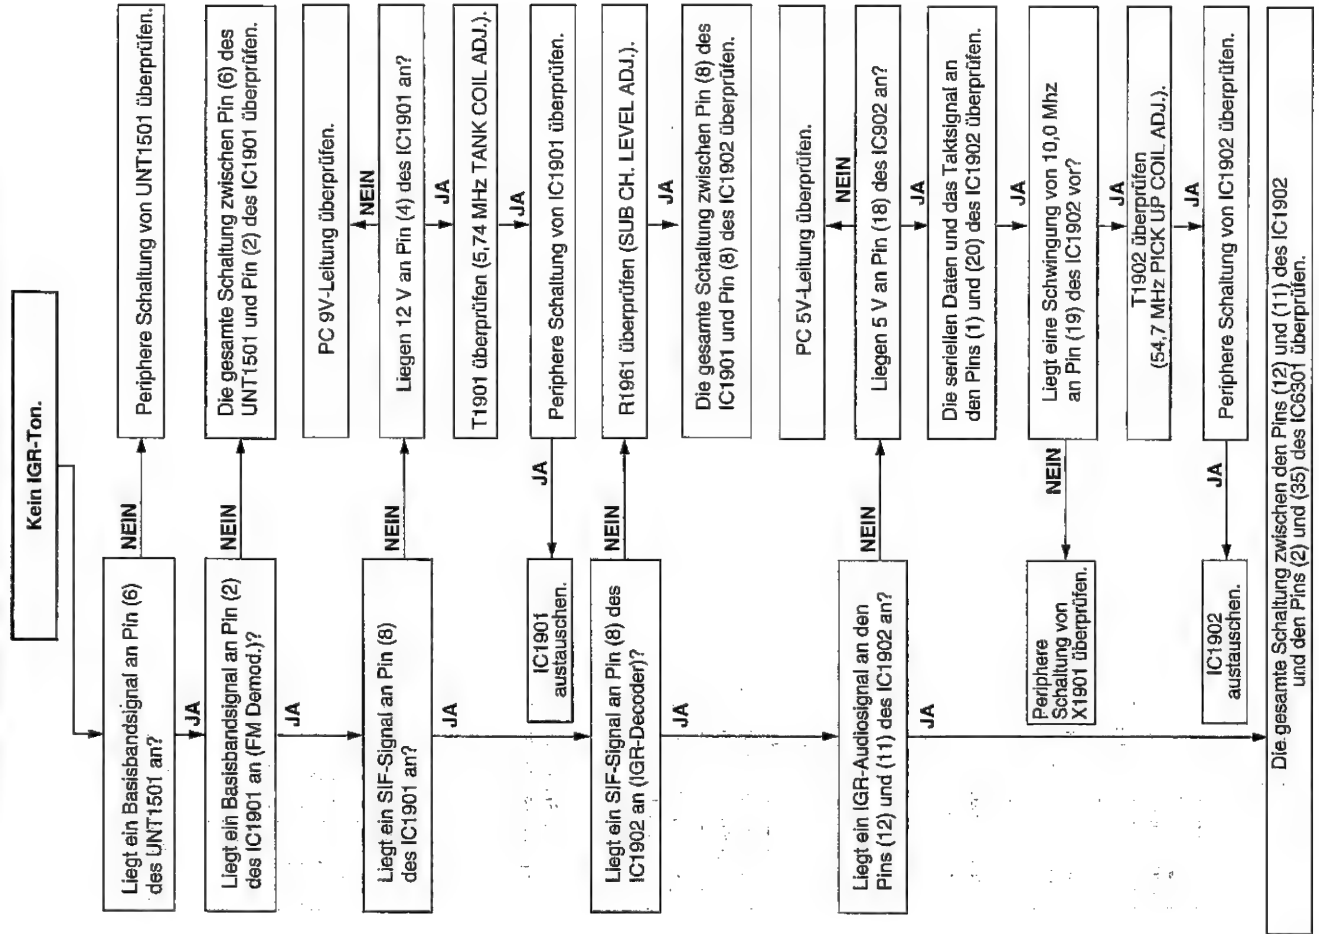 Kein IGR-Ton.
Liegt ein Basisbandsignal an Pin (6)
des UNT1501 an?
NEIN
Periphere Schaltung von UNT1501 überprüfen.
JA
Liegt ein Basisbandsignal an Pin (2)
des IC1901 an (FM Demod.)?
NEIN
Die gesamte Schaltung zwischen Pin (6) des
UNT1501 und Pin (2) des IC1901 überprüfen.
JA
PC 9V-Leitung überprüfen.
NEIN
Liegt ein SIF-Signal an Pin (8)
des IC1901 an?
NEIN
Liegen 12 V an Pin (4) des IC1901 an?
JA
JA
T1901 überprüfen (5,74 MHz TANK COIL ADJ.).
JA
Periphere Schaltung von IC1901 überprüfen.
JA
IC1901
austauschen.
Liegt ein SIF-Signal an Pin (8) des
IC1902 an (IGR-Decoder)?
NEIN
R1961 überprüfen (SUB CH. LEVEL ADJ.).
JA
JA
Die gesamte Schaltung zwischen Pin (8) des
IC1901 und Pin (8) des IC1902 überprüfen.
PC 5V-Leitung überprüfen.
NEIN
Liegt ein IGR-Audiosignal an den
Pins (12) und (11) des IC1902 an?
NEIN
Liegen 5 V an Pin (18) des IC902 an?
JA
JA
Die seriellen Daten und das Taktsignal an
den Pins (1) und (20) des IC1902 überprüfen.
JA
Liegt eine Schwingung von 10,0 Mhz
an Pin (19) des IC1902 vor?
NEIN
Periphere
Schaltung von
X1901 überprüfen.
JA
T1902 überprüfen
(54,7 MHz PICK UP COIL ADJ.).
JA
Periphere Schaltung von IC1902 überprüfen.
JA
IC1902
austauschen.
Die gesamte Schaltung zwischen den Pins (12) und (11) des IC1902
und den Pins (2) und (35) des IC6301 überprüfen.